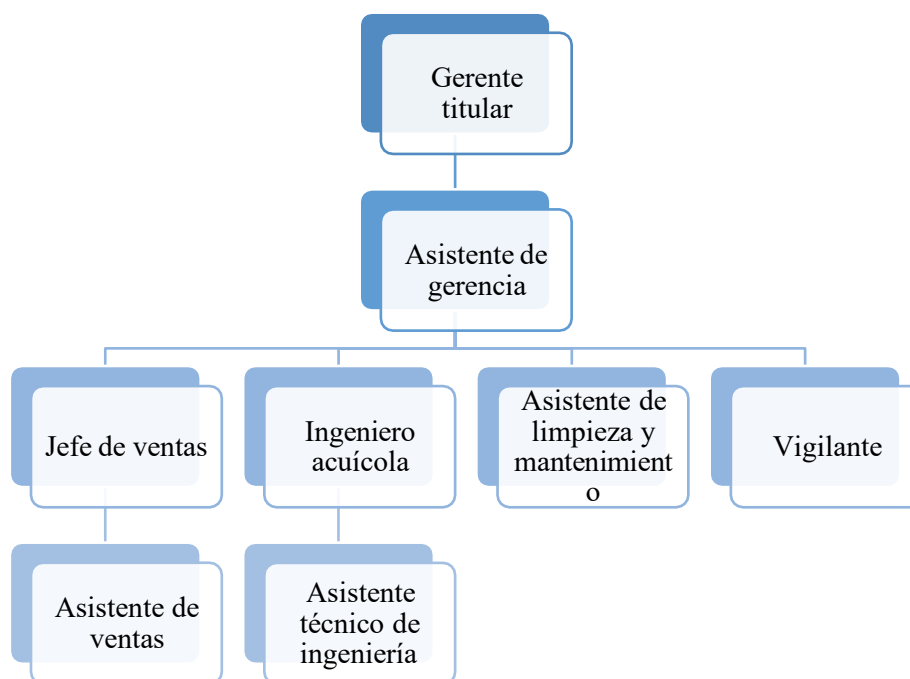 Gerente
titular
Asistente de
gerencia
Jefe de ventas
Ingeniero
acuícola
Asistente de
limpieza y
mantenimient
o
Vigilante
Asistente de
ventas
Asistente
técnico de
ingeniería